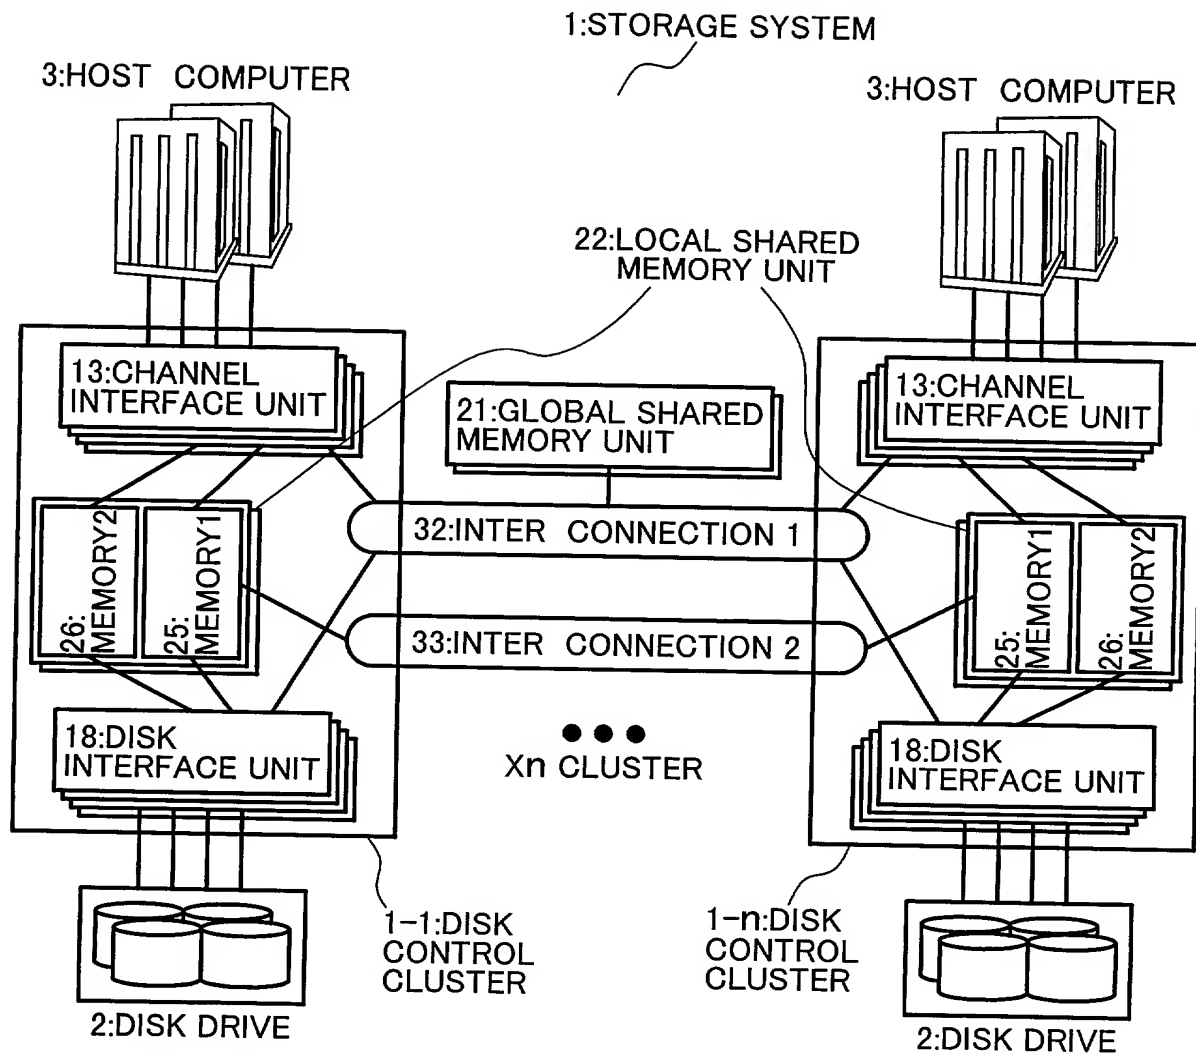 1:STORAGE SYSTEM
3:HOST COMPUTER
3:HOST COMPUTER
22:LOCAL SHARED
MEMORY UNIT
13:CHANNEL
INTERFACE UNIT
21:GLOBAL SHARED
MEMORY UNIT
13:CHANNEL
INTERFACE UNIT
26:
MEMORY2
25:
MEMORY1
32:INTER CONNECTION 1
33:INTER CONNECTION 2
25:
MEMORY1
26:
MEMORY2
18:DISK
INTERFACE UNIT
Xn CLUSTER
18:DISK
INTERFACE UNIT
1-1:DISK
CONTROL
CLUSTER
1-n:DISK
CONTROL
CLUSTER
2:DISK DRIVE
2:DISK DRIVE